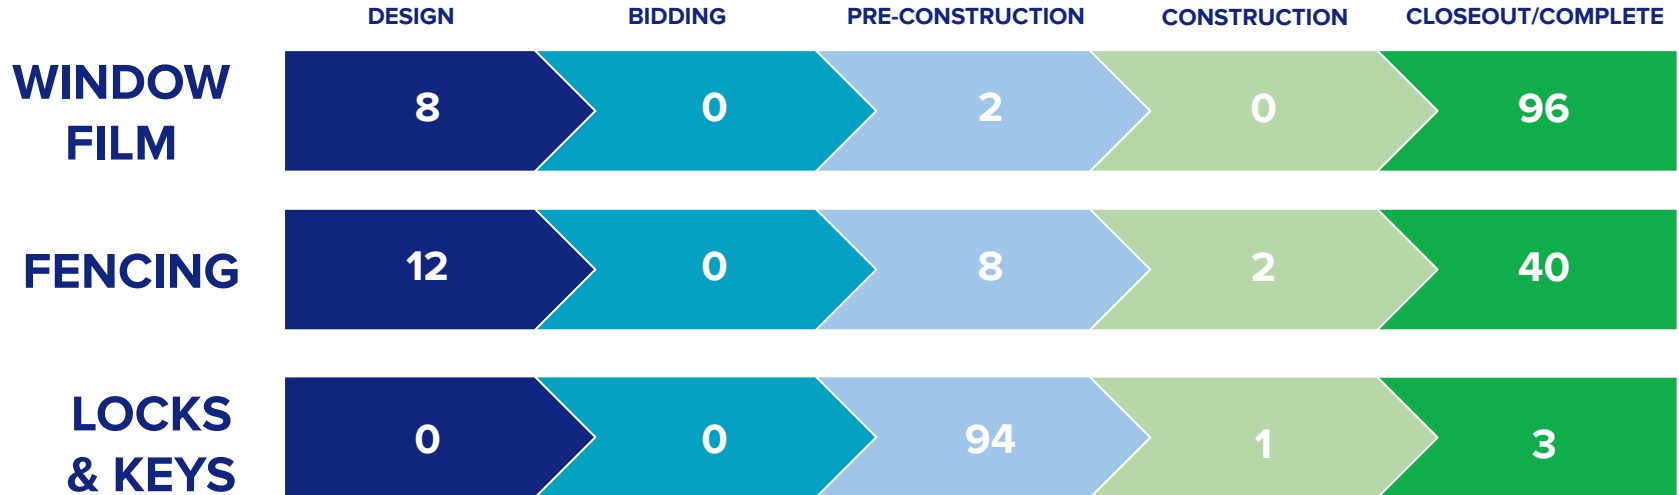 DESIGN BIDDING PRE-CONSTRUCTION CONSTRUCTION CLOSEOUT/COMPLETE
WINDOW
FILM
8 0 2 0 96
FENCING 12 0 8 2 40
LOCKS
& KEYS
0 0 94 1 3